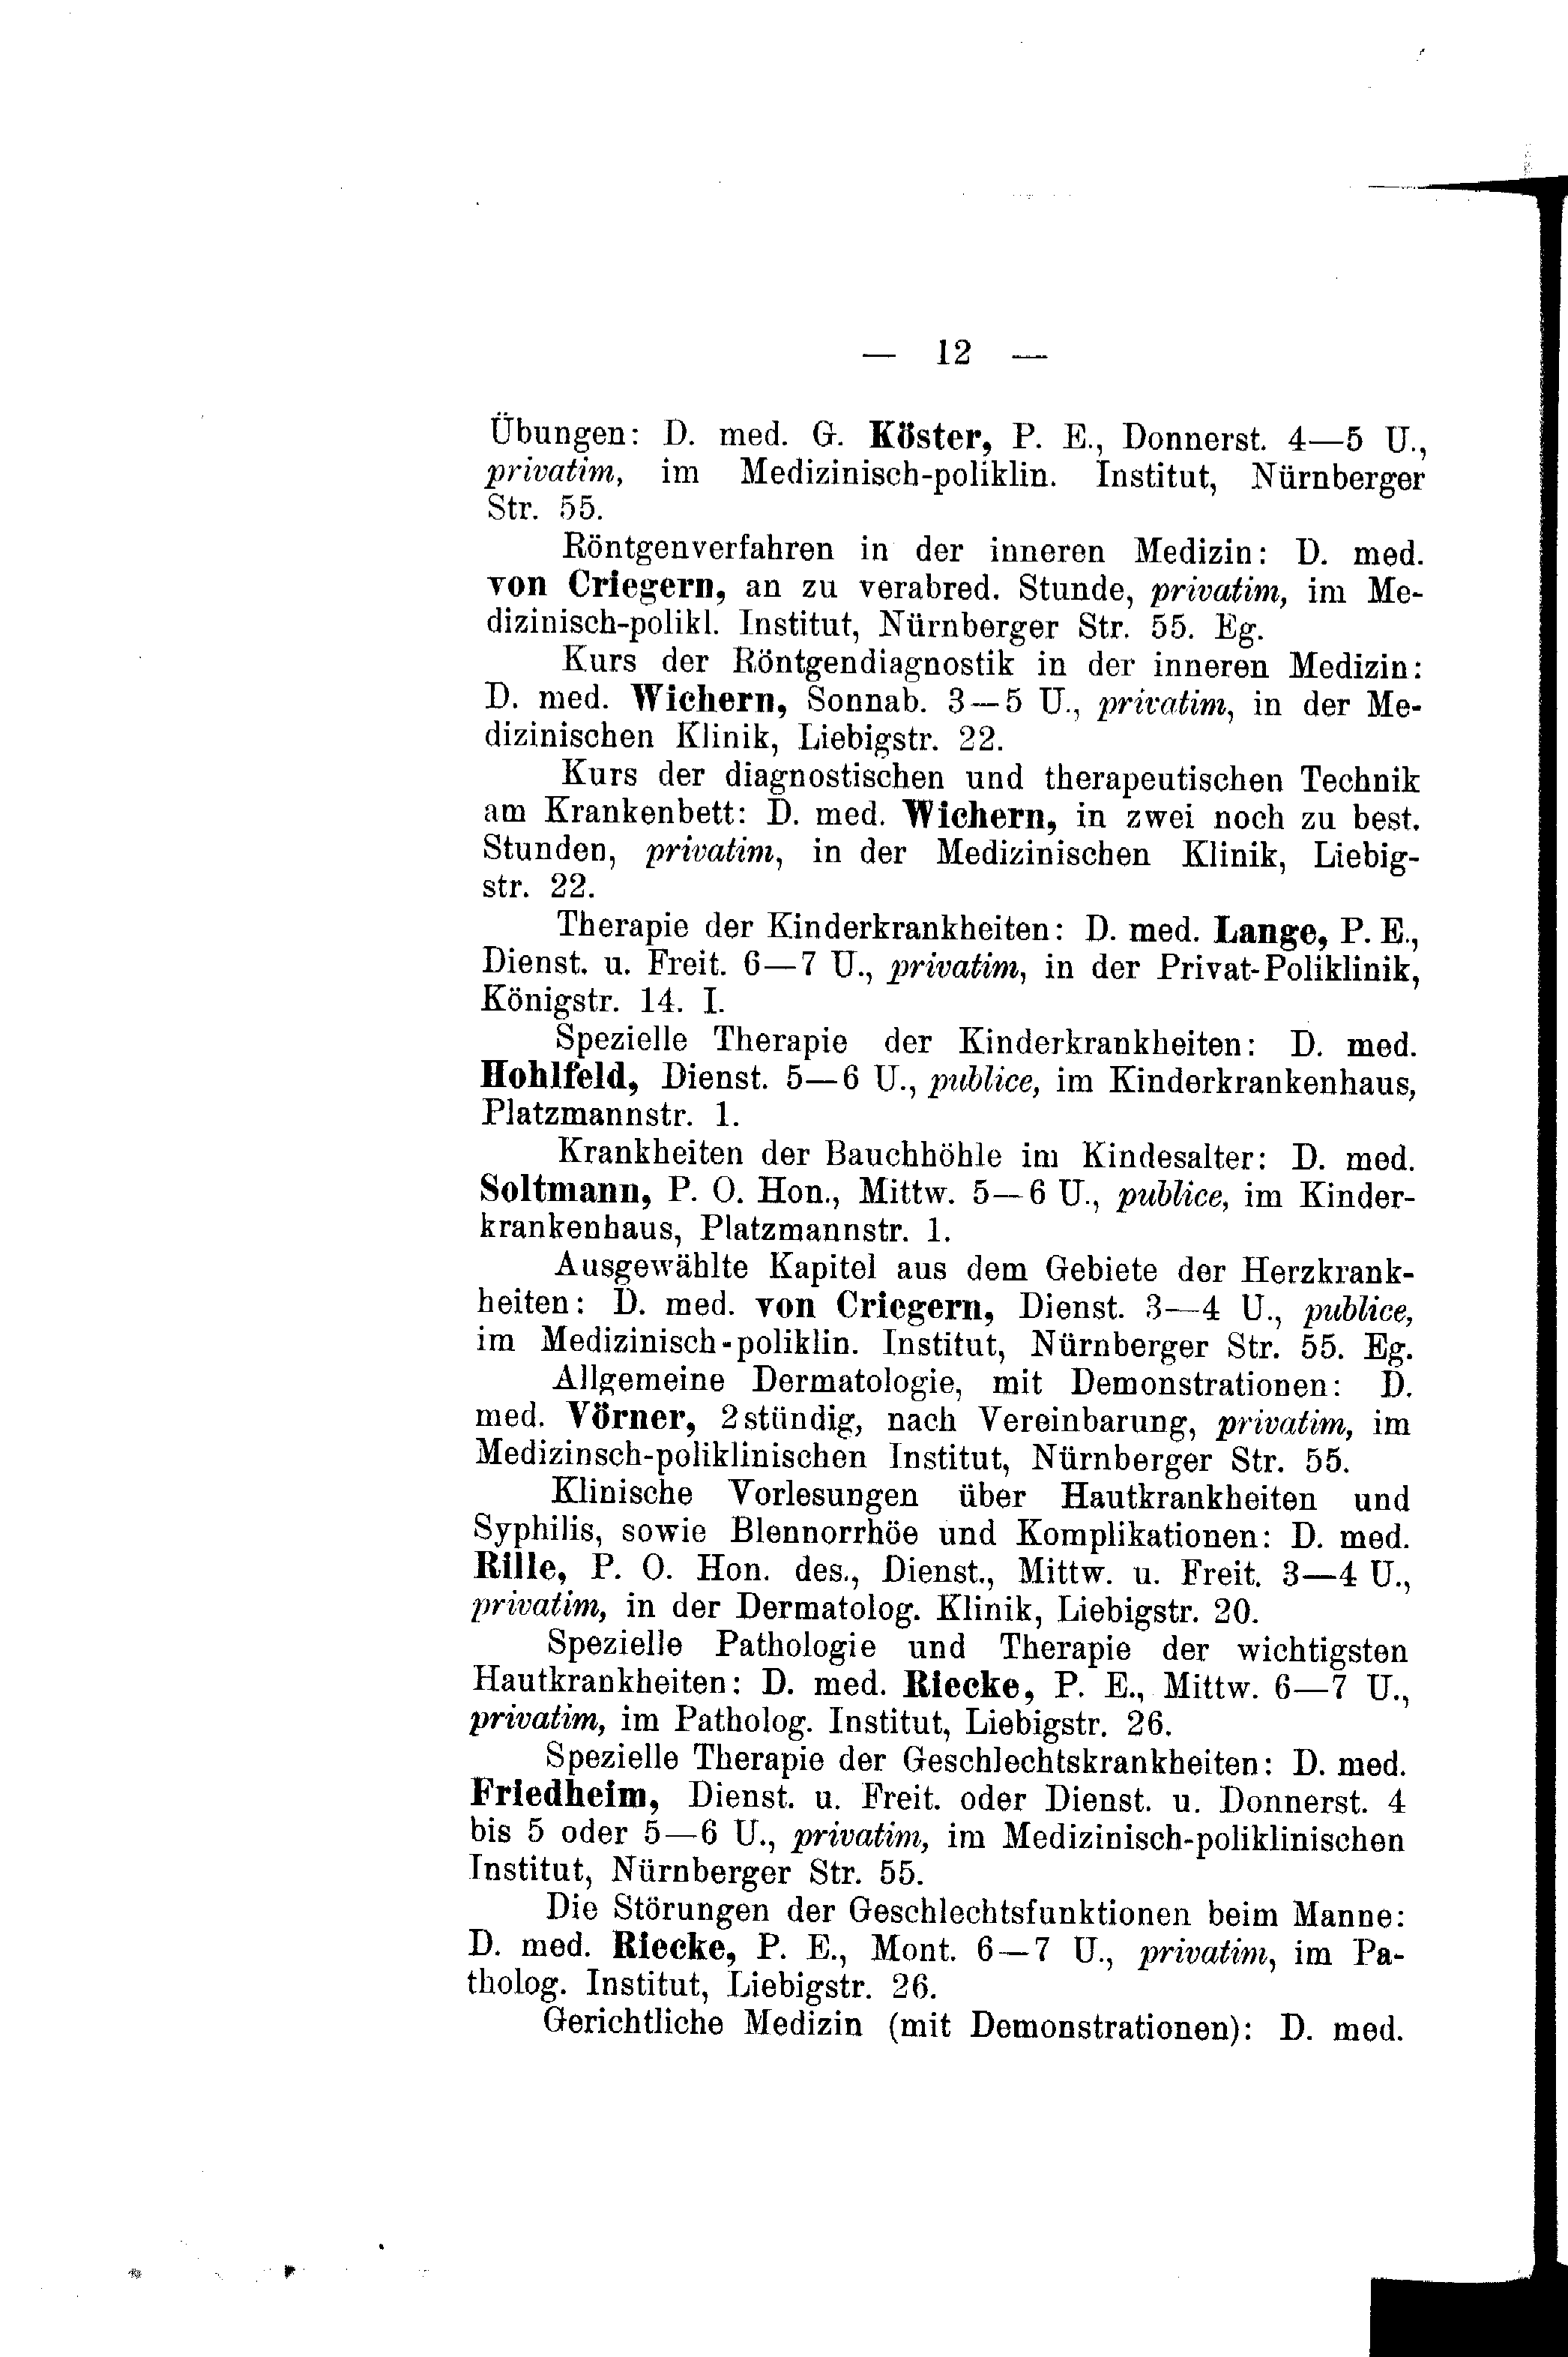 — 12 —
Übungen: D. med. G. Köster, P. E., Donnerst. 4—5 U.,
privatim, im Medizinisch-poliklin. Institut, Nürnberger
Str. 55.
Röntgenverfahren in der inneren Medizin: D. med.
von Criegern, an zu verabred. Stunde, privatim, im Me-
dizinisch-polikl. Institut, Nürnberger Str. 55. Eg.
Kurs der Röntgendiagnostik in der inneren Medizin:
D. med. Wichern, Sonnab. 3—5 U., privatim, in der Me-
dizinischen Klinik, Liebigstr. 22.
Kurs der diagnostischen und therapeutischen Technik
am Krankenbett: D. med. Wichern, in zwei noch zu best.
Stunden, privatim, in der Medizinischen Klinik, Liebig-
str. 22.
Therapie der Kinderkrankheiten: D. med. Lange, P. E.,
Dienst. u. Freit. 6—7 U., privatim, in der Privat-Poliklinik,
Königstr. 14. I.
Spezielle Therapie der Kinderkrankheiten: D. med.
Hohlfeld, Dienst. 5—6 U., publice, im Kinderkrankenhaus,
Platzmannstr. 1.
Krankheiten der Bauchhöhle im Kindesalter: D. med.
Soltmann, P. O. Hon., Mittw. 5—6 U., publice, im Kinder-
krankenhaus, Platzmannstr. 1.
Ausgewählte Kapitel aus dem Gebiete der Herzkrank-
heiten: D. med. von Criegern, Dienst. 3—4 U., publice,
im Medizinisch-poliklin. Institut, Nürnberger Str. 55. Eg.
Allgemeine Dermatologie, mit Demonstrationen: D.
med. Vörner, 2stündig, nach Vereinbarung, privatim, im
Medizinsch-poliklinischen Institut, Nürnberger Str. 55.
Klinische Vorlesungen über Hautkrankheiten und
Syphilis, sowie Blennorrhöe und Komplikationen: D. med.
Rille, P. O. Hon. des., Dienst., Mittw. u. Freit. 3—4 U.,
privatim, in der Dermatolog. Klinik, Liebigstr. 20.
Spezielle Pathologie und Therapie der wichtigsten
Hautkrankheiten: D. med. Riecke, P. E., Mittw. 6—7 U.,
privatim, im Patholog. Institut, Liebigstr. 26.
Spezielle Therapie der Geschlechtskrankheiten: D. med.
Friedheim, Dienst. u. Freit. oder Dienst. u. Donnerst. 4
bis 5 oder 5—6 U., privatim, im Medizinisch-poliklinischen
Institut, Nürnberger Str. 55.
Die Störungen der Geschlechtsfunktionen beim Manne:
D. med. Riecke, P. E., Mont. 6—7 U., privatim, im Pa-
tholog. Institut, Liebigstr. 26.
Gerichtliche Medizin (mit Demonstrationen): D. med.